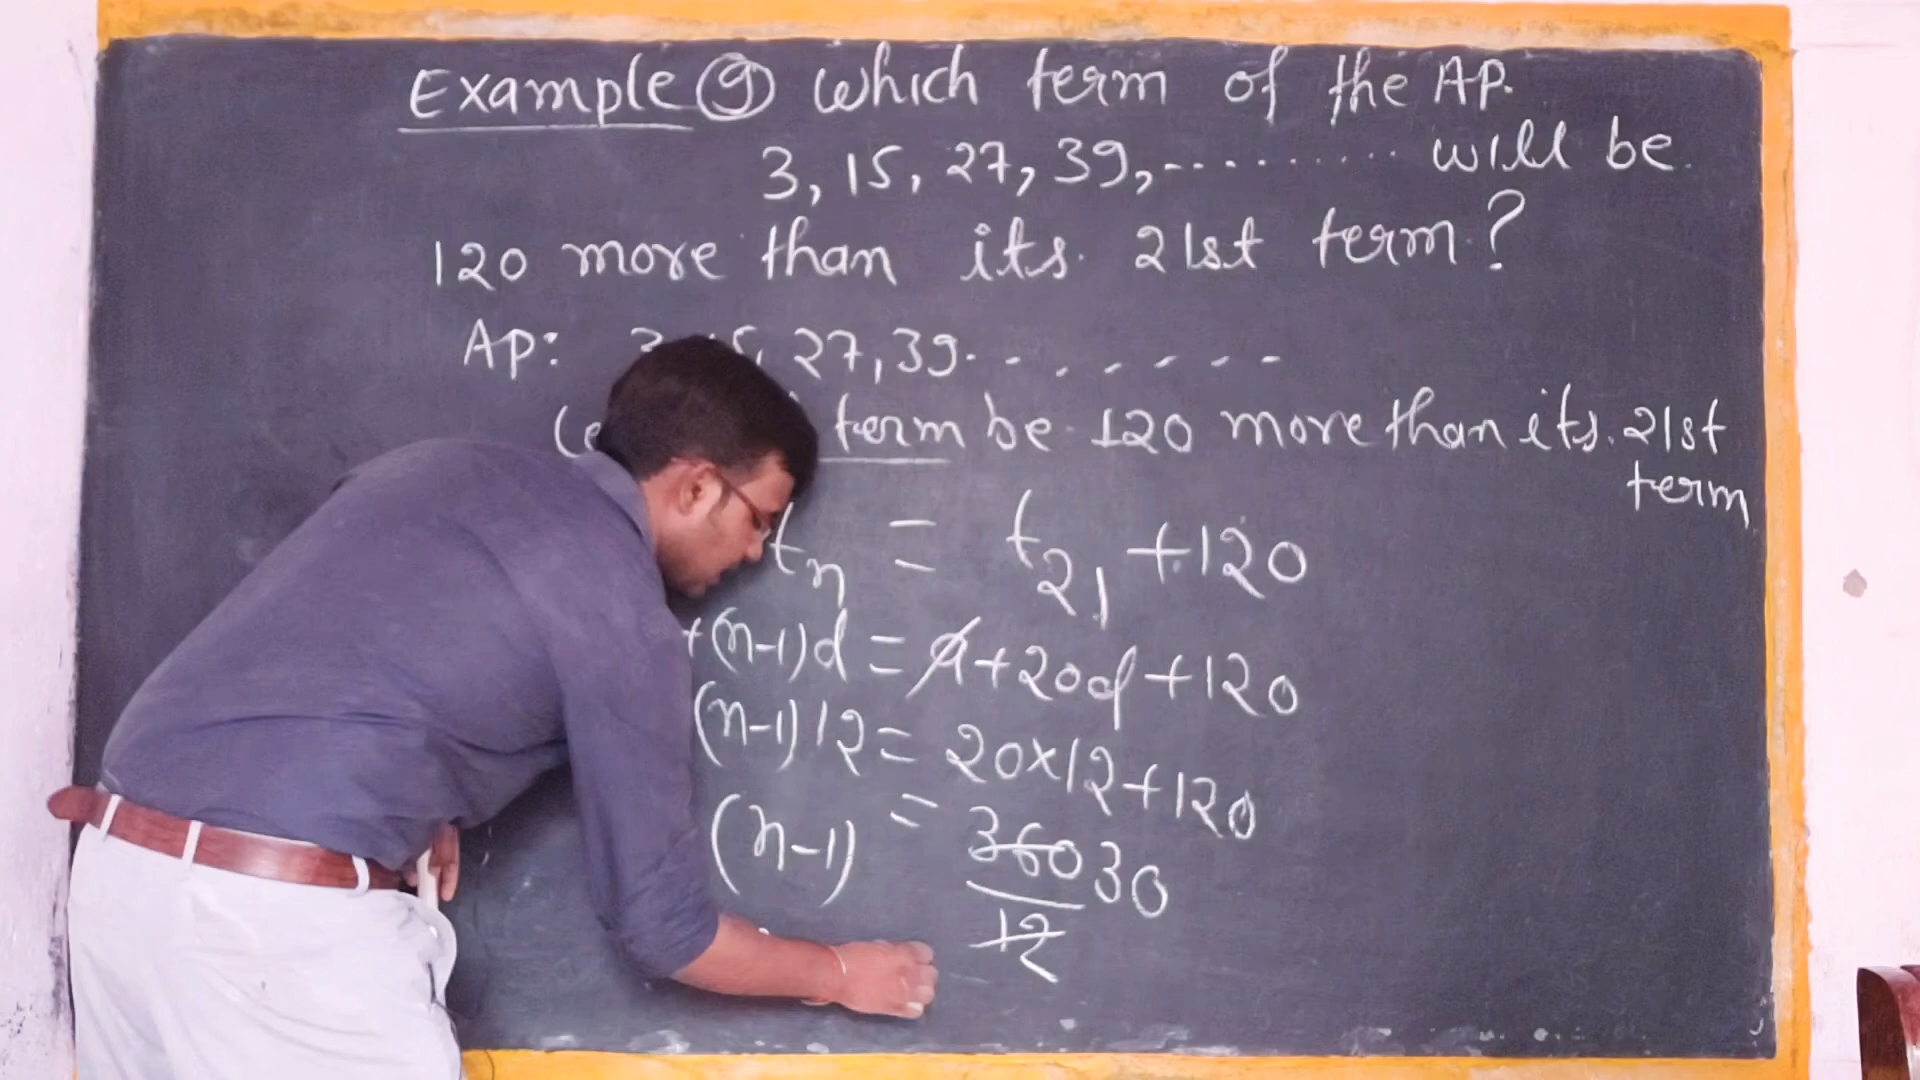 Example 9 which term of the AP.
3, 15, 27, 39, .......... will be.
120 more than its. 21st term?
AP: 27, 39. . . . . . . .
term be 120 more than its. 21st
term
tn = t21 + 120
+(n-1)d = a+20d+120
(n-1)12 = 20×12+120
(n-1) = 360 30
12